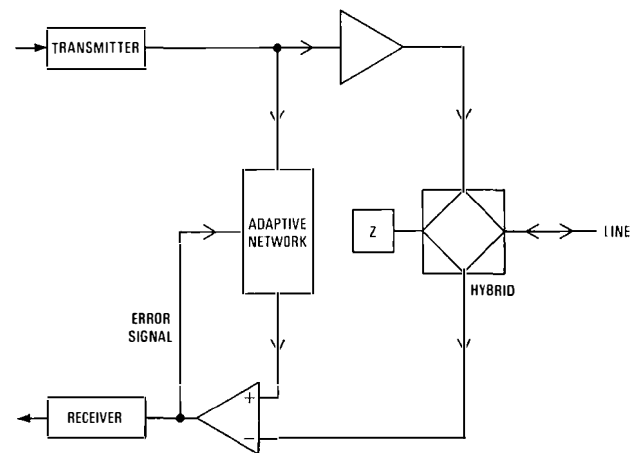 TRANSMITTER
ADAPTIVE
NETWORK
Z
LINE
HYBRID
ERROR
SIGNAL
+
−
RECEIVER